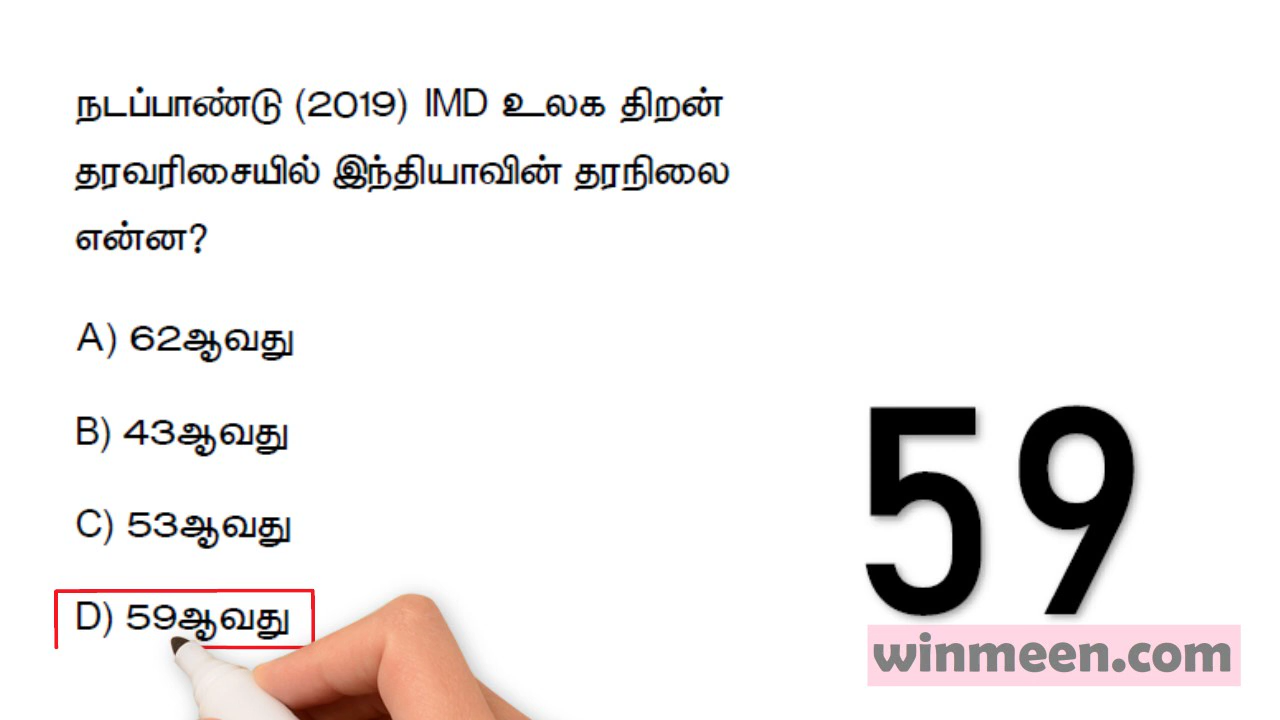 நடப்பாண்டு (2019) IMD உலக திறன்
தரவரிசையில் இந்தியாவின் தரநிலை
என்ன?
A) 62ஆவது
B) 43ஆவது
C) 53ஆவது
D) 59ஆவது
59
winmeen.com